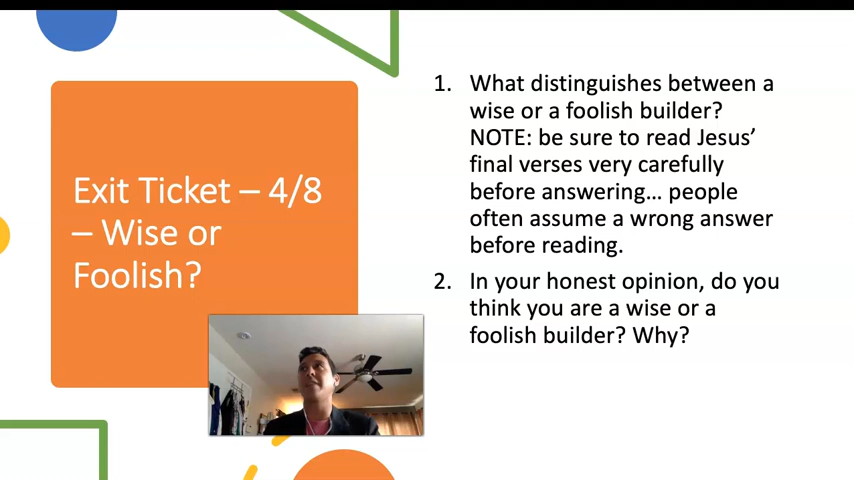 Exit Ticket – 4/8
– Wise or
Foolish?
1. What distinguishes between a
wise or a foolish builder?
NOTE: be sure to read Jesus’
final verses very carefully
before answering… people
often assume a wrong answer
before reading.
2. In your honest opinion, do you
think you are a wise or a
foolish builder? Why?